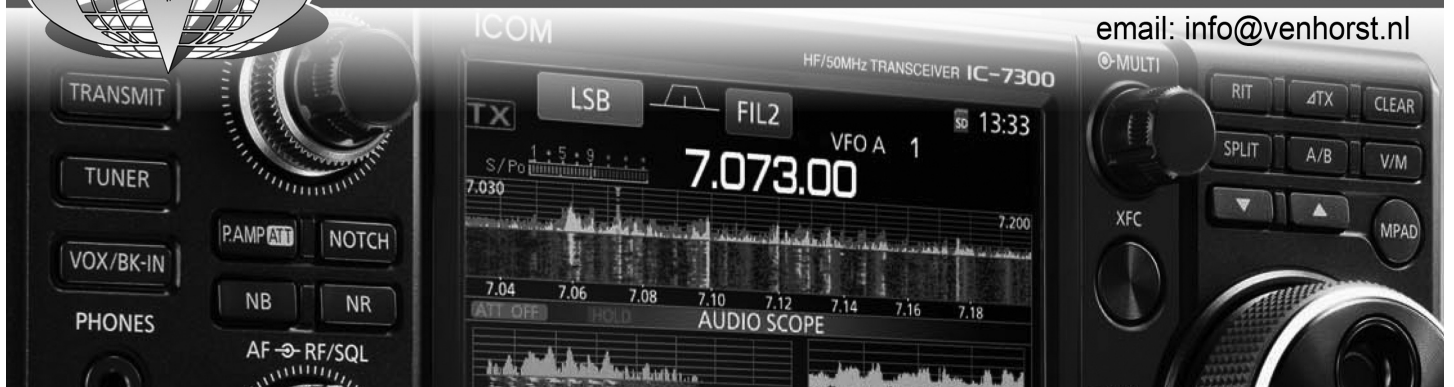 email: info@venhorst.nl
ICOM
HF/50MHz TRANSCEIVER IC-7300
TRANSMIT
TUNER
VOX/BK-IN
PHONES
P.AMP ATT
NOTCH
NB
NR
AF RF/SQL
TX
LSB
FIL2
SD 13:33
VFO A 1
S/Po 1 • 5 • 9 • • •
7.073.00
7.030
7.200
7.04 7.06 7.08 7.10 7.12 7.14 7.16 7.18
ATT OFF
HOLD
AUDIO SCOPE
MULTI
XFC
RIT
⊿TX
CLEAR
SPLIT
A/B
V/M
▼
▲
MPAD